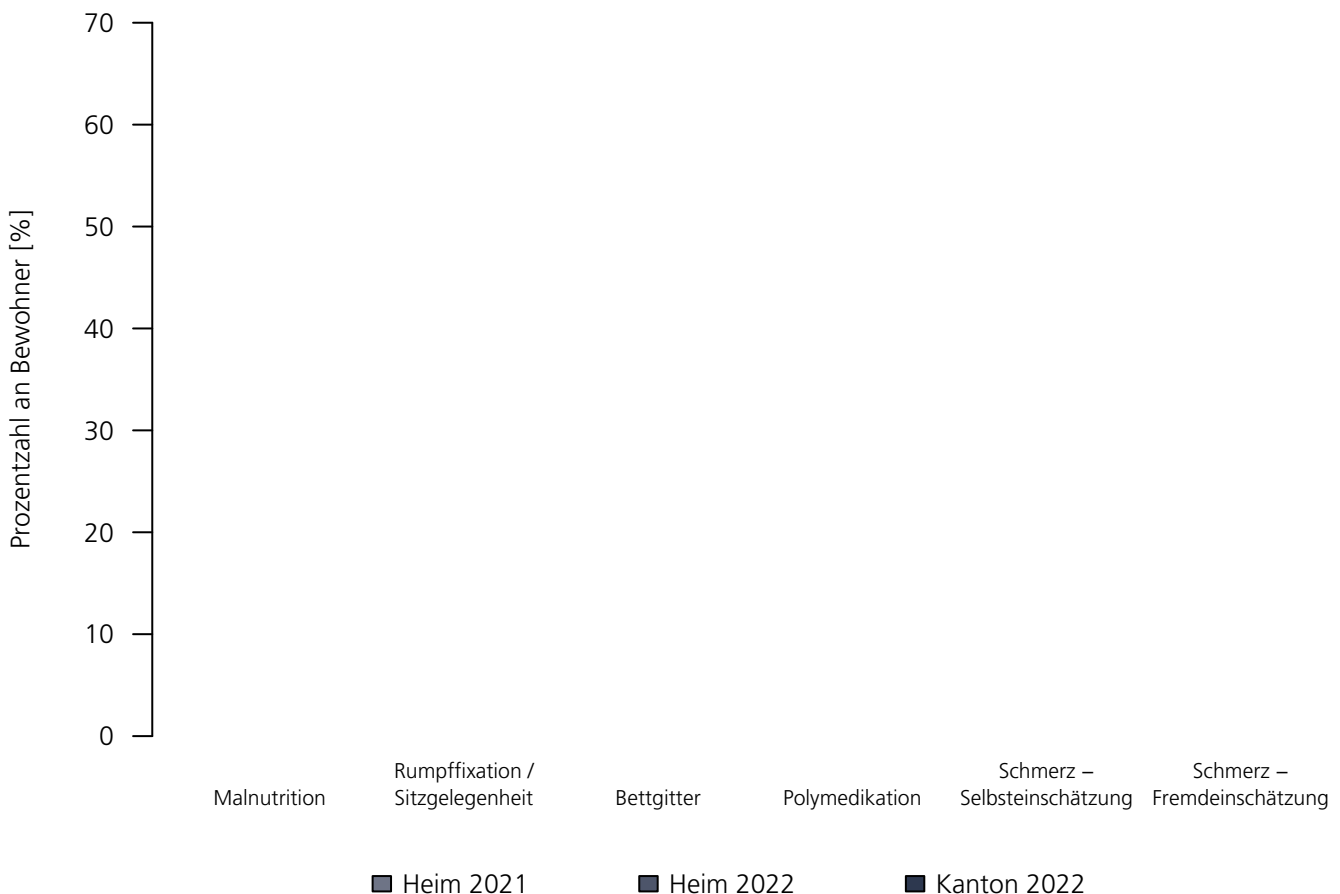 70
60
50
40
30
20
10
0
Prozentzahl an Bewohner [%]
Malnutrition
Rumpffixation /
Sitzgelegenheit
Bettgitter
Polymedikation
Schmerz –
Selbsteinschätzung
Schmerz –
Fremdeinschätzung
Heim 2021
Heim 2022
Kanton 2022